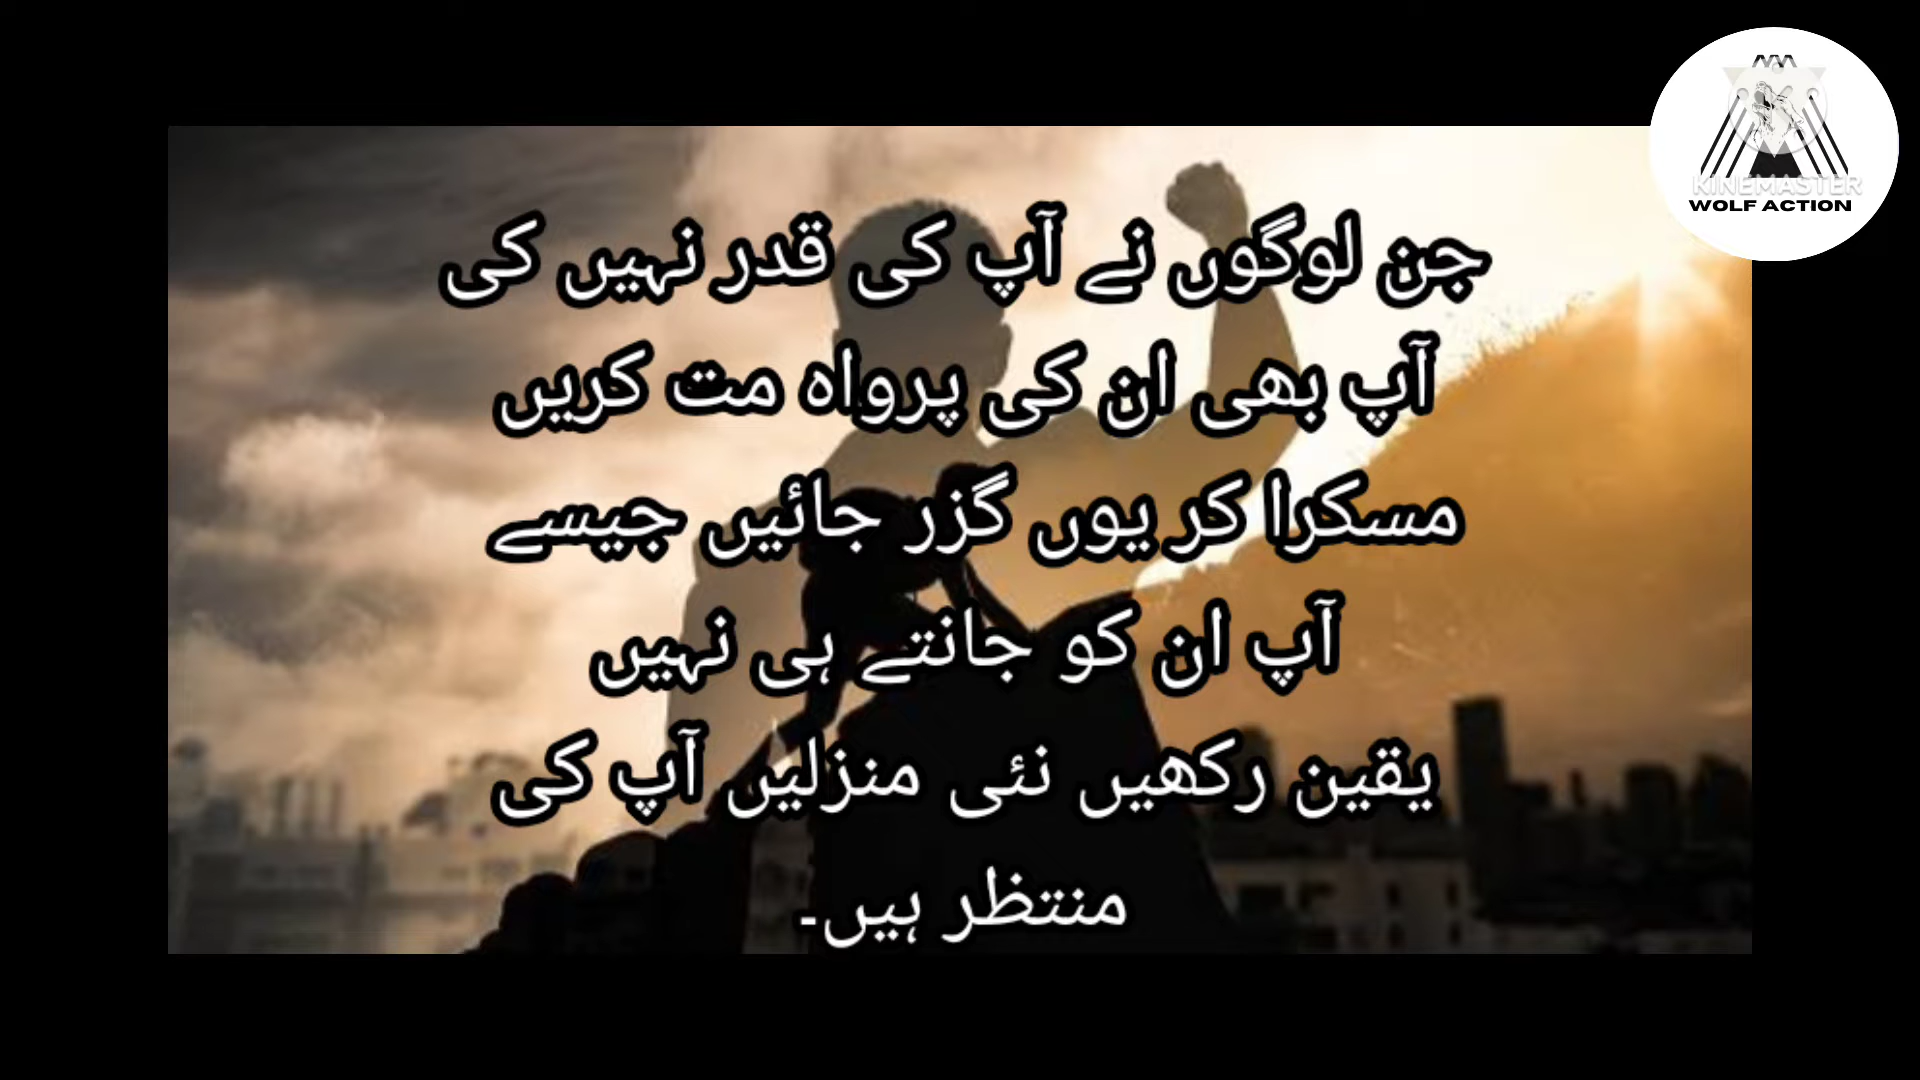 جن لوگوں نے آپ کی قدر نہیں کی
آپ بھی ان کی پرواہ مت کریں
مسکرا کر یوں گزر جائیں جیسے
آپ ان کو جانتے ہی نہیں
یقین رکھیں نئی منزلیں آپ کی
منتظر ہیں۔
KINEMASTER
WOLF ACTION